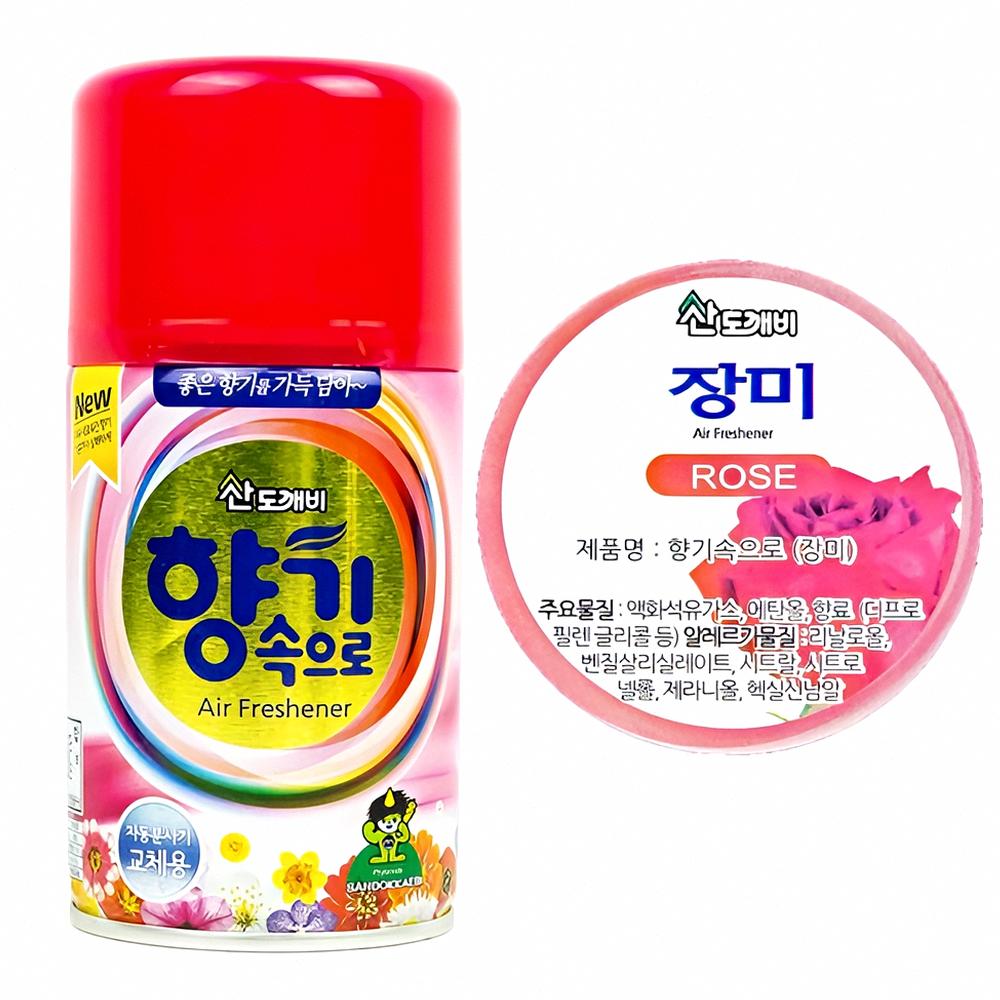 좋은 향기를 가득 담아~
New
산도깨비
향기
속으로
Air Freshener
자동분사기
교체용
SANDOKKAEBI
산도깨비
장미
Air Freshener
ROSE
제품명 : 향기속으로 (장미)
주요물질 : 액화석유가스, 에탄올, 향료 (디프로
필렌 글리콜 등) 알레르기물질 : 리날로올,
벤질살리실레이트, 시트랄, 시트로
넬롤, 제라니올, 헥실신남알